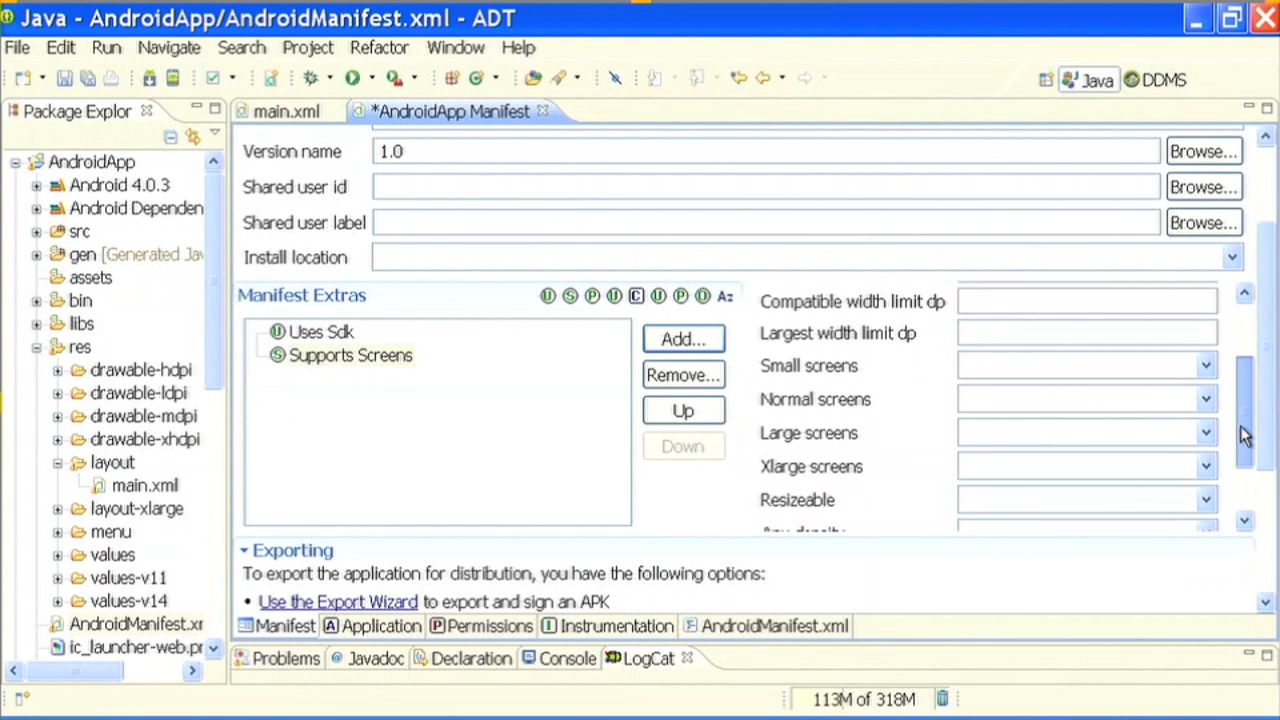 Java - AndroidApp/AndroidManifest.xml - ADT
File Edit Run Navigate Search Project Refactor Window Help
Java DDMS
Package Explor
main.xml
*AndroidApp Manifest
AndroidApp
Android 4.0.3
Android Dependen
src
gen [Generated Jav
assets
bin
libs
res
drawable-hdpi
drawable-ldpi
drawable-mdpi
drawable-xhdpi
layout
main.xml
layout-xlarge
menu
values
values-v11
values-v14
AndroidManifest.xr
ic_launcher-web.pr
Version name 1.0 Browse...
Shared user id Browse...
Shared user label Browse...
Install location
Manifest Extras U S P U C U P O Az
Uses Sdk
Supports Screens
Add...
Remove...
Up
Down
Compatible width limit dp
Largest width limit dp
Small screens
Normal screens
Large screens
Xlarge screens
Resizeable
Any density
Exporting
To export the application for distribution, you have the following options:
• Use the Export Wizard to export and sign an APK
Manifest A Application P Permissions I Instrumentation AndroidManifest.xml
Problems @ Javadoc Declaration Console LogCat
113M of 318M